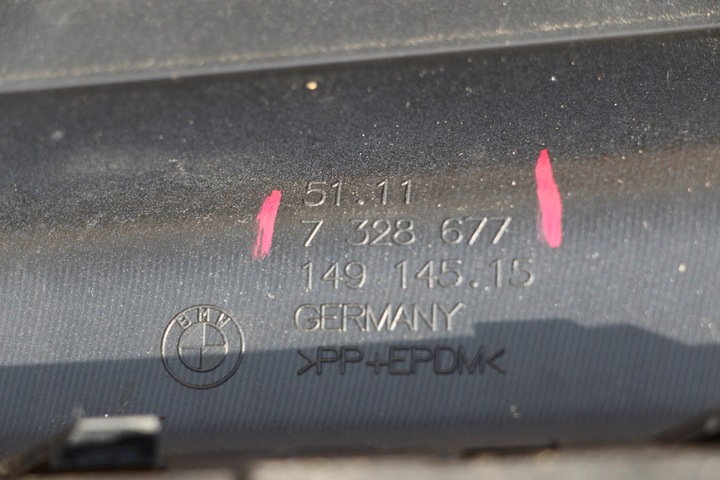 51.11
7 328 677
149 145.15
GERMANY
BMW
>PP+EPDM<